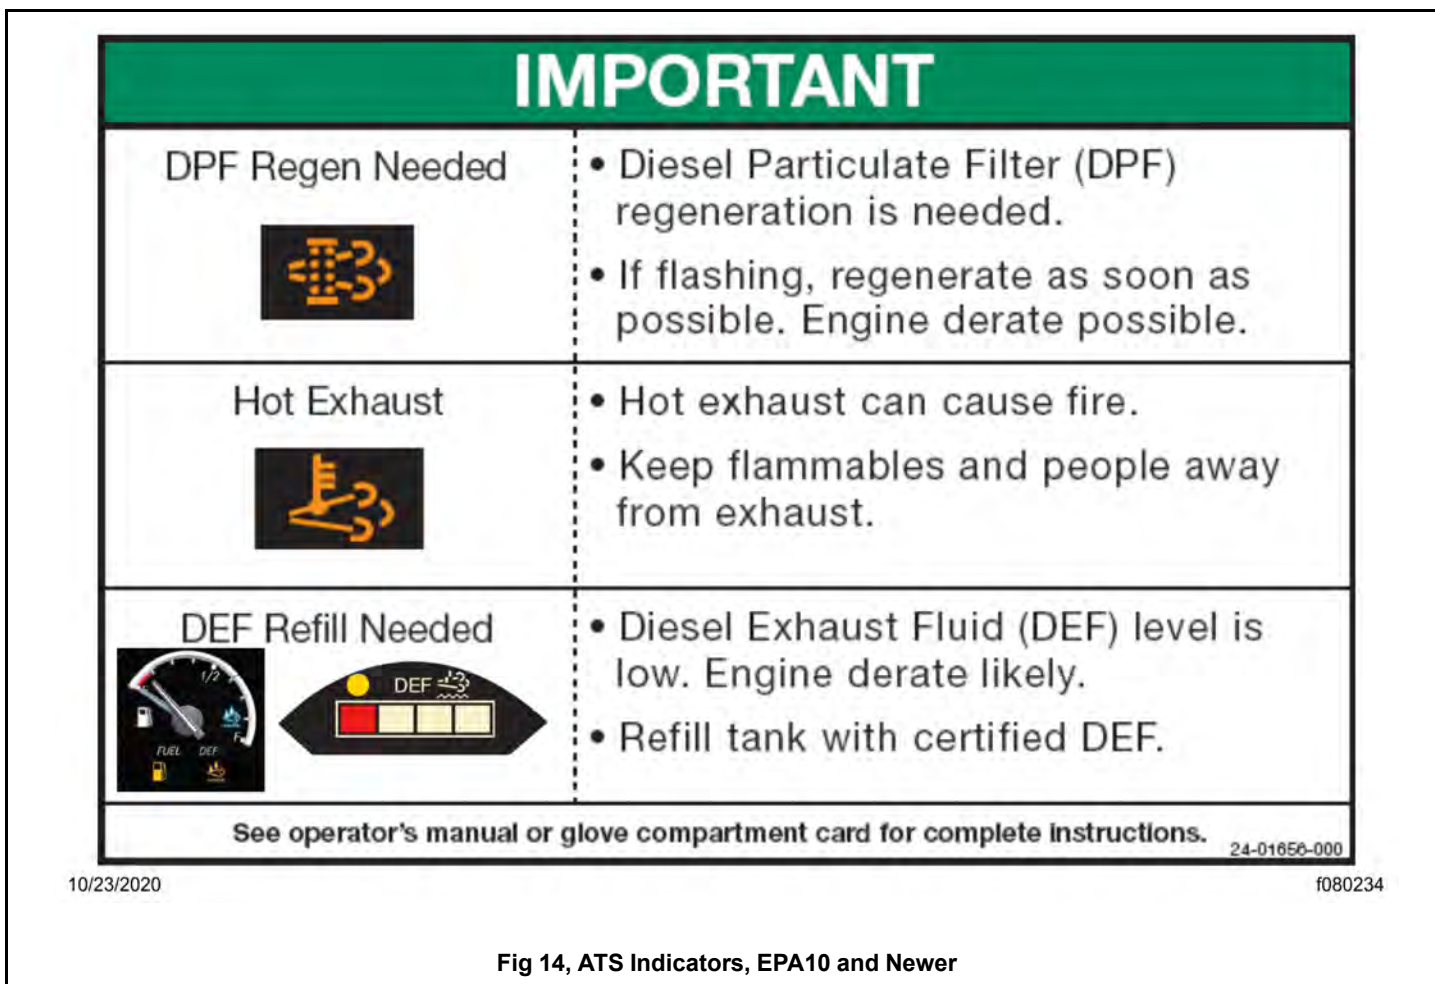 IMPORTANT
DPF Regen Needed
• Diesel Particulate Filter (DPF)
regeneration is needed.
• If flashing, regenerate as soon as
possible. Engine derate possible.
Hot Exhaust
• Hot exhaust can cause fire.
• Keep flammables and people away
from exhaust.
DEF Refill Needed
1/2
F
FUEL DEF
DEF
• Diesel Exhaust Fluid (DEF) level is
low. Engine derate likely.
• Refill tank with certified DEF.
See operator's manual or glove compartment card for complete instructions.
24-01656-000
10/23/2020
f080234
Fig 14, ATS Indicators, EPA10 and Newer